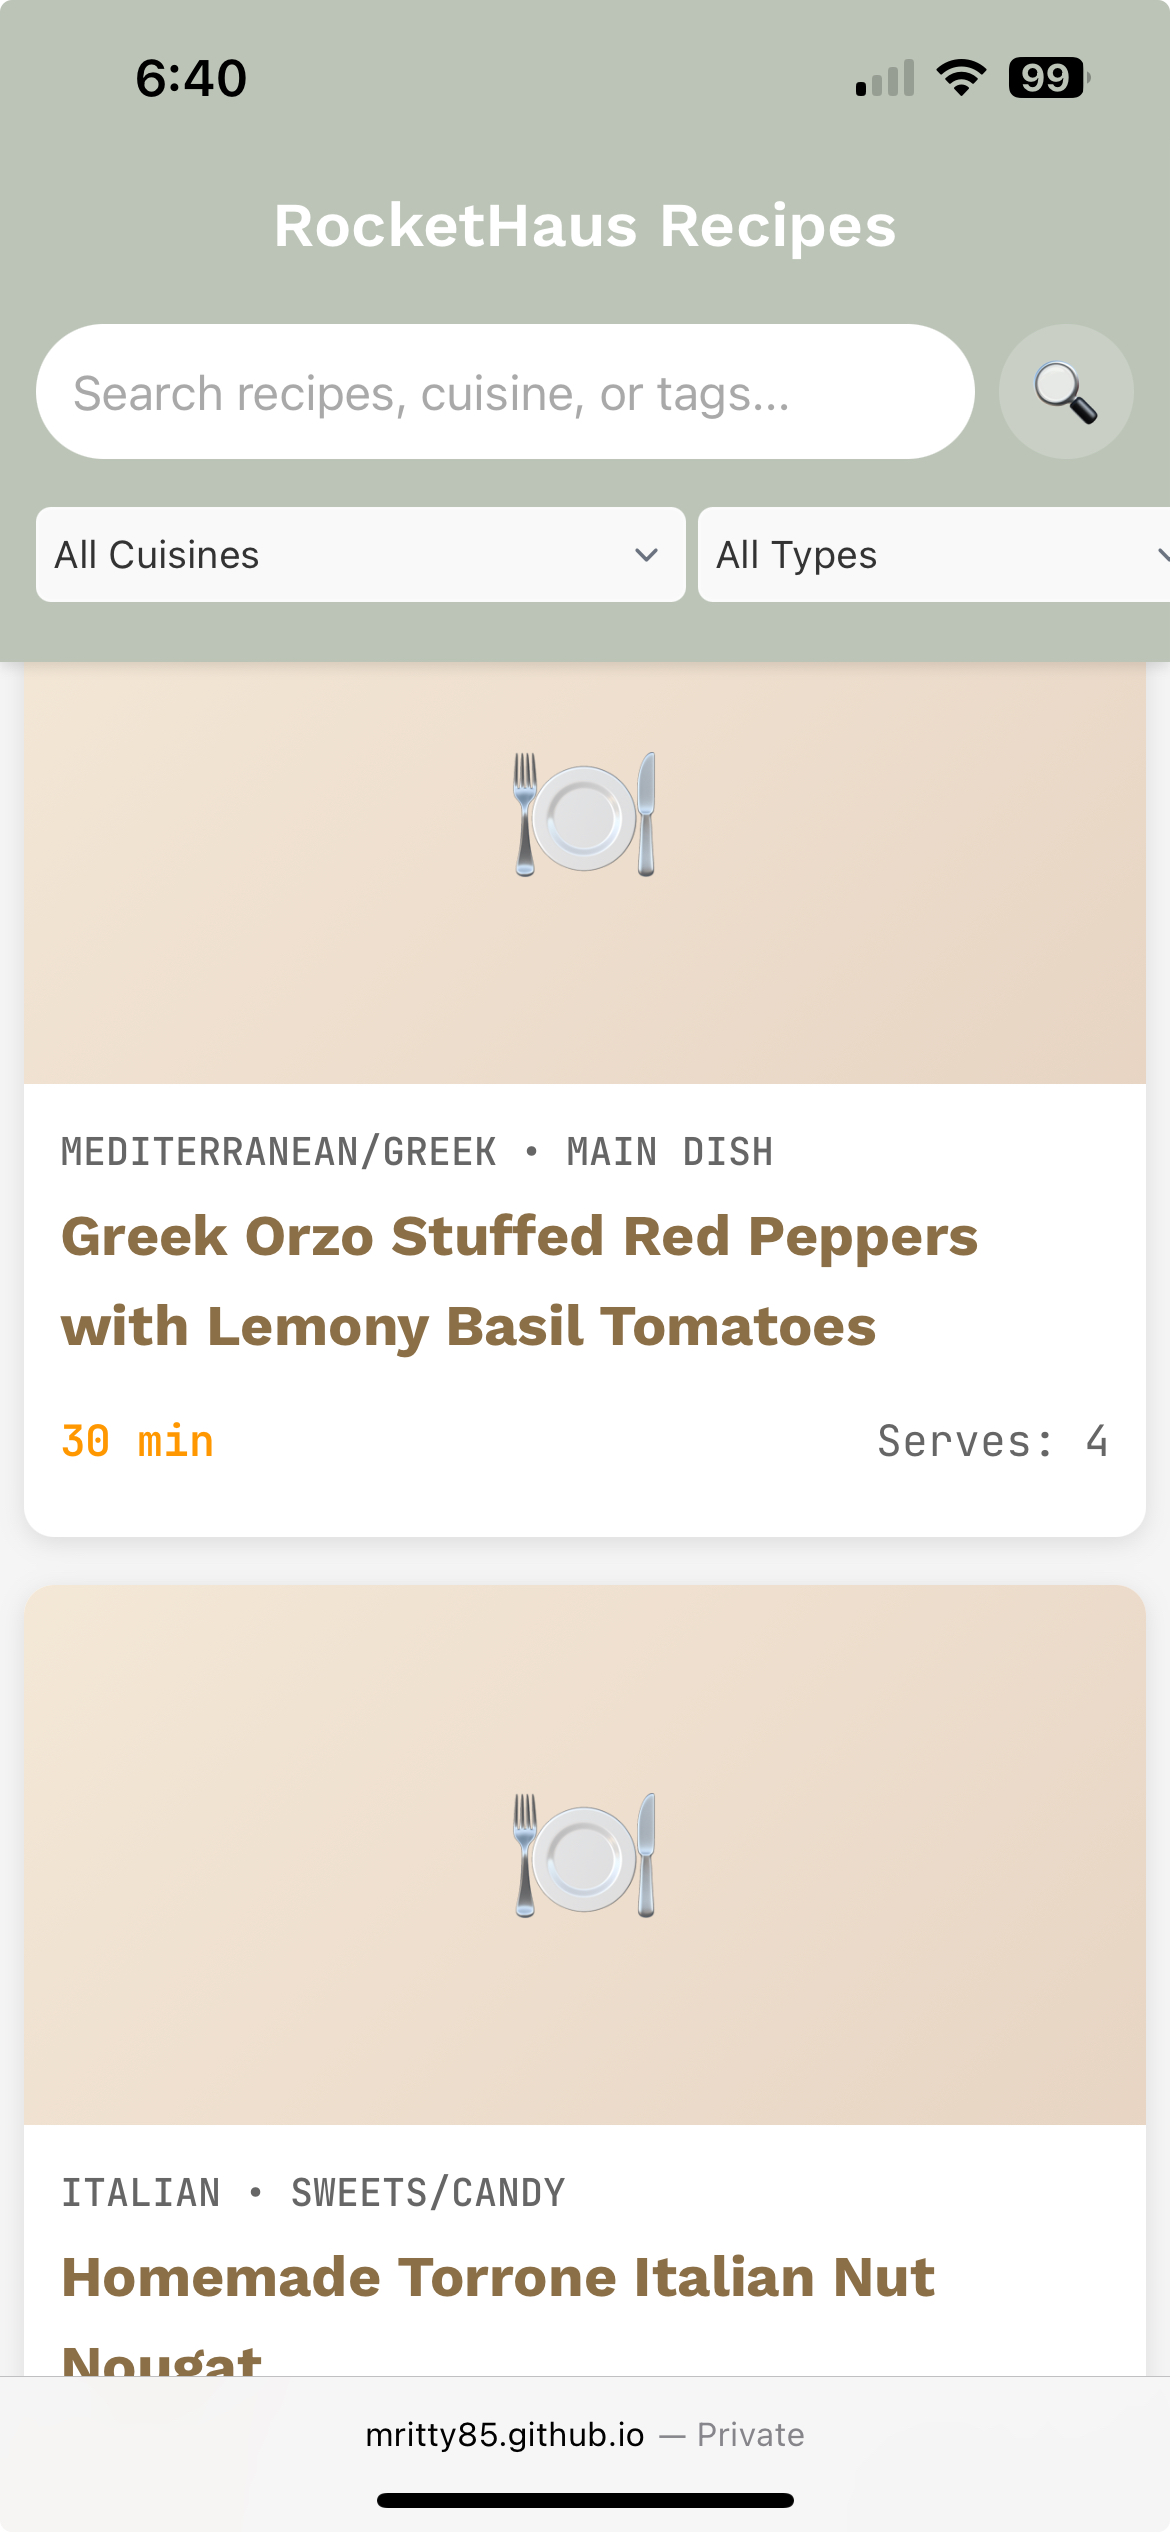 6:40
99
RocketHaus Recipes
Search recipes, cuisine, or tags...
All Cuisines
All Types
MEDITERRANEAN/GREEK • MAIN DISH
Greek Orzo Stuffed Red Peppers
with Lemony Basil Tomatoes
30 min
Serves: 4
ITALIAN • SWEETS/CANDY
Homemade Torrone Italian Nut
Nougat
mritty85.github.io — Private